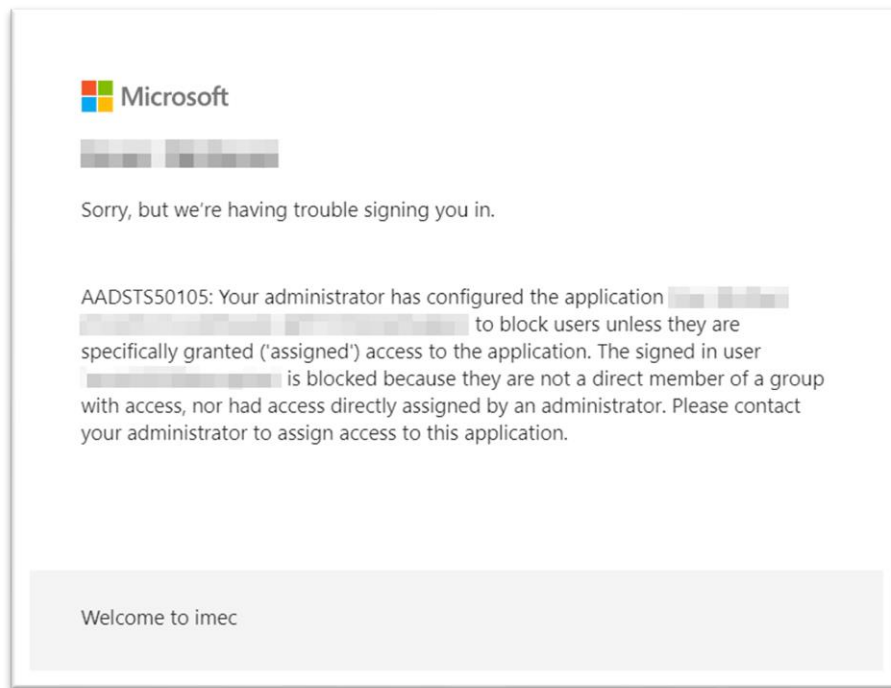 Microsoft
Sorry, but we're having trouble signing you in.
AADSTS50105: Your administrator has configured the application
to block users unless they are
specifically granted ('assigned') access to the application. The signed in user
is blocked because they are not a direct member of a group
with access, nor had access directly assigned by an administrator. Please contact
your administrator to assign access to this application.
Welcome to imec